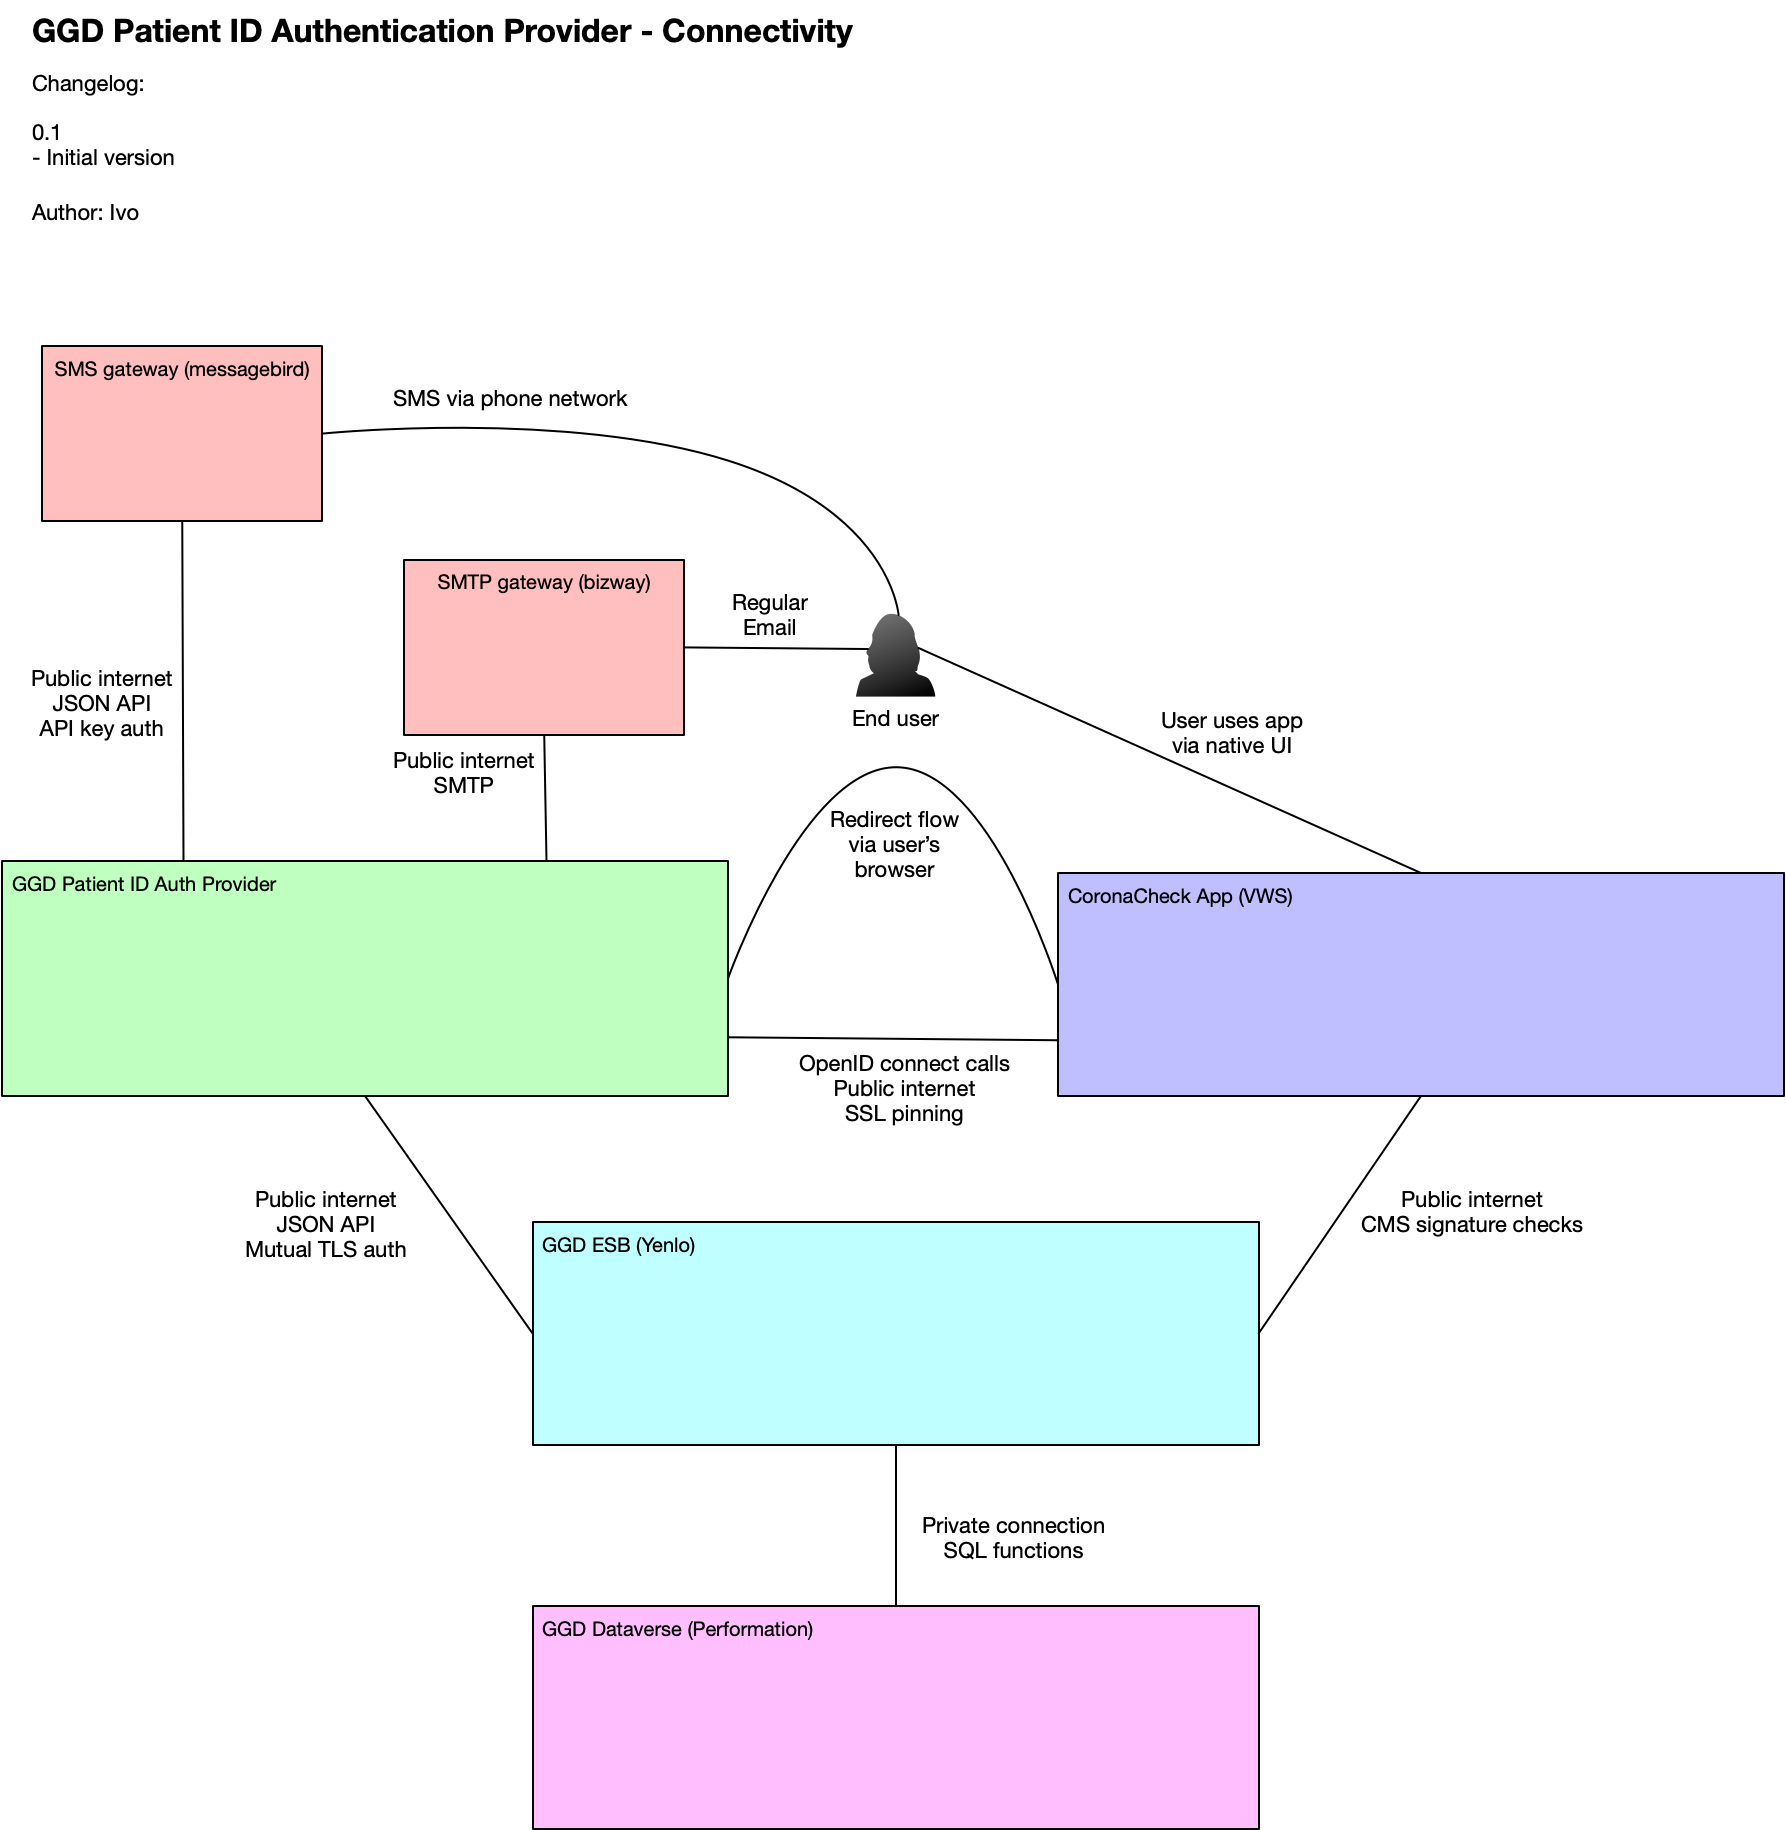 GGD Patient ID Authentication Provider - Connectivity
Changelog:
0.1
- Initial version
Author: Ivo
SMS gateway (messagebird)
SMS via phone network
SMTP gateway (bizway)
Regular
Email
End user
Public internet
JSON API
API key auth
Public internet
SMTP
User uses app
via native UI
Redirect flow
via user’s
browser
GGD Patient ID Auth Provider
CoronaCheck App (VWS)
OpenID connect calls
Public internet
SSL pinning
Public internet
JSON API
Mutual TLS auth
Public internet
CMS signature checks
GGD ESB (Yenlo)
Private connection
SQL functions
GGD Dataverse (Performation)